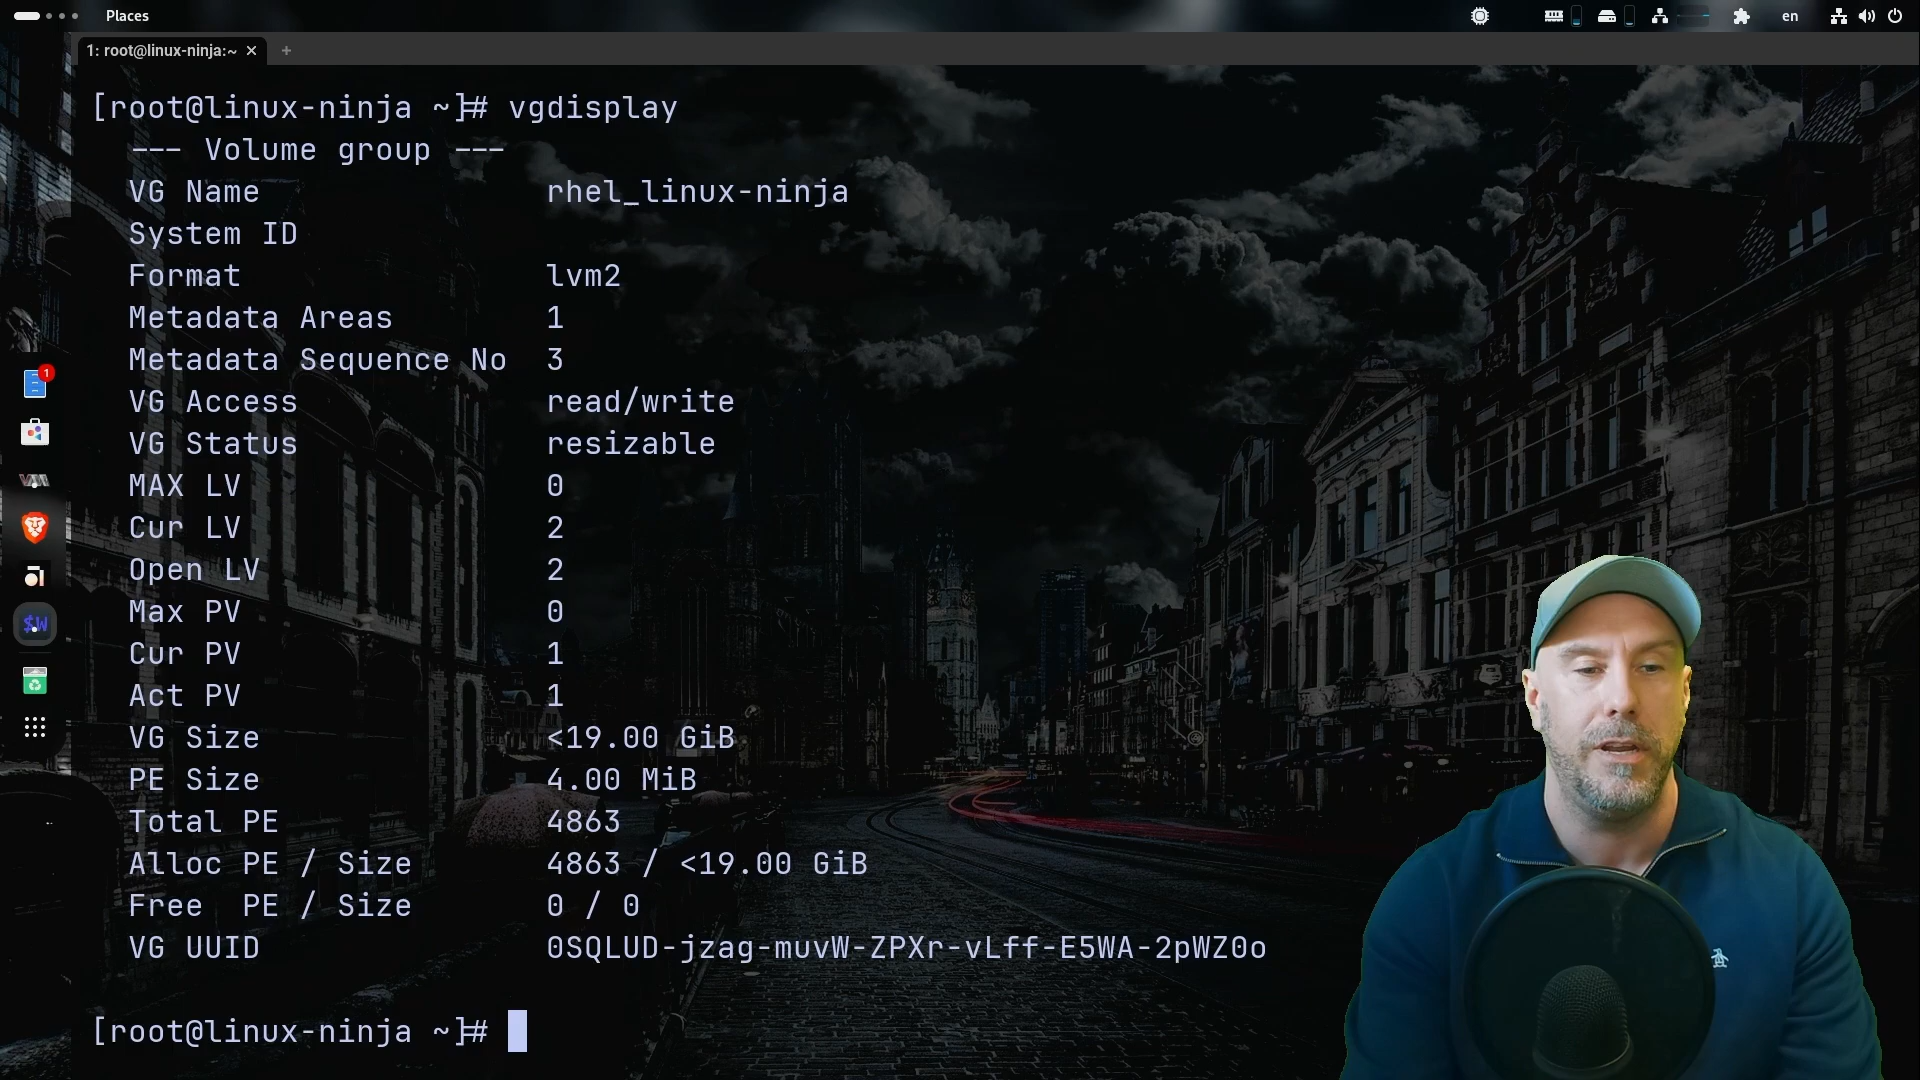 Places
en
1: root@linux-ninja:~ × +
[root@linux-ninja ~]# vgdisplay
--- Volume group ---
VG Name rhel_linux-ninja
System ID
Format lvm2
Metadata Areas 1
Metadata Sequence No 3
VG Access read/write
VG Status resizable
MAX LV 0
Cur LV 2
Open LV 2
Max PV 0
Cur PV 1
Act PV 1
VG Size <19.00 GiB
PE Size 4.00 MiB
Total PE 4863
Alloc PE / Size 4863 / <19.00 GiB
Free PE / Size 0 / 0
VG UUID 0SQLUD-jzag-muvW-ZPXr-vLff-E5WA-2pWZ0o
[root@linux-ninja ~]#
1
$W